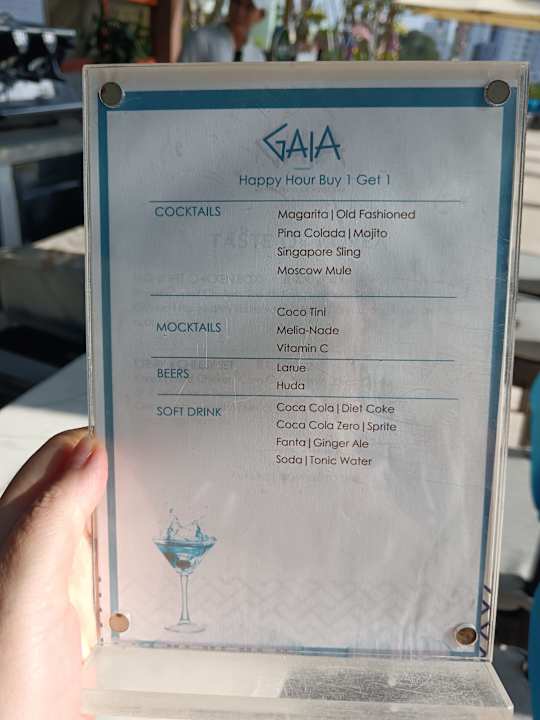 GAIA
Happy Hour Buy 1 Get 1
COCKTAILS
Magarita | Old Fashioned
Pina Colada | Mojito
Singapore Sling
Moscow Mule
MOCKTAILS
Coco Tini
Melia-Nade
Vitamin C
BEERS
Larue
Huda
SOFT DRINK
Coca Cola | Diet Coke
Coca Cola Zero | Sprite
Fanta | Ginger Ale
Soda | Tonic Water